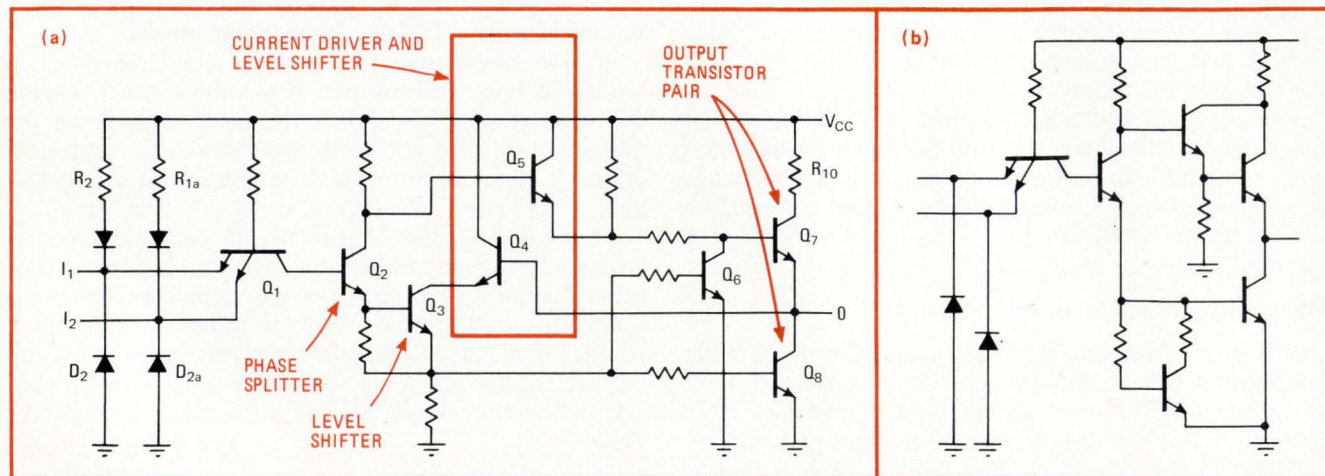 (a)
CURRENT DRIVER AND
LEVEL SHIFTER
OUTPUT
TRANSISTOR
PAIR
V_CC
Q5
R2
R1a
R10
Q4
Q7
I1
Q1
Q2
Q3
Q6
I2
0
PHASE
SPLITTER
D2
D2a
Q8
LEVEL
SHIFTER
(b)